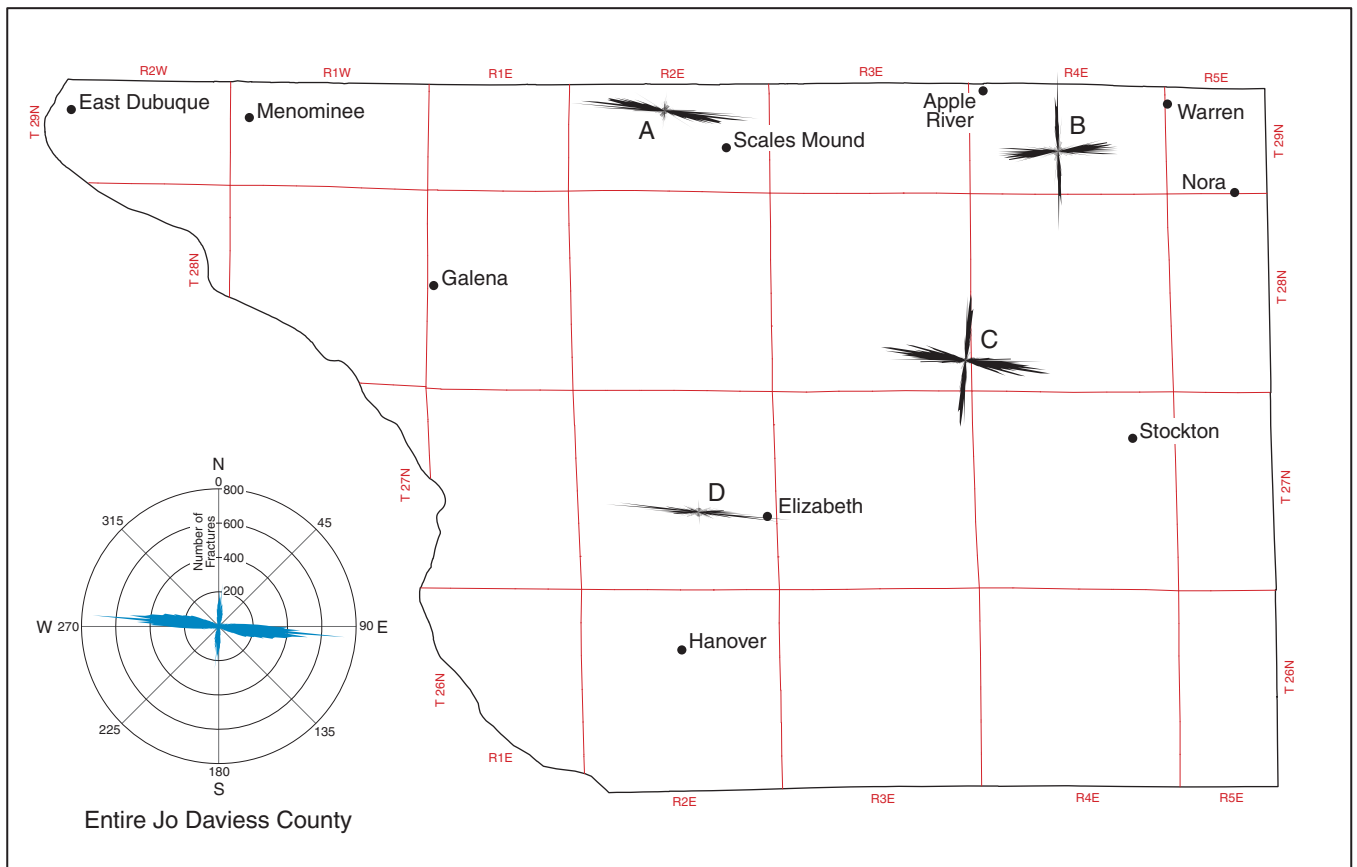 R2W
R1W
R1E
R2E
R3E
R4E
R5E
East Dubuque
Menominee
A
Scales Mound
Apple
River
B
Warren
Nora
T 29N
T 29N
T 28N
Galena
C
T 28N
Stockton
T 27N
D
Elizabeth
T 27N
Hanover
T 26N
T 26N
R1E
R2E
R3E
R4E
R5E
N
0
800
600
400
200
Number of
Fractures
315
45
W 270
90 E
225
135
180
S
Entire Jo Daviess County